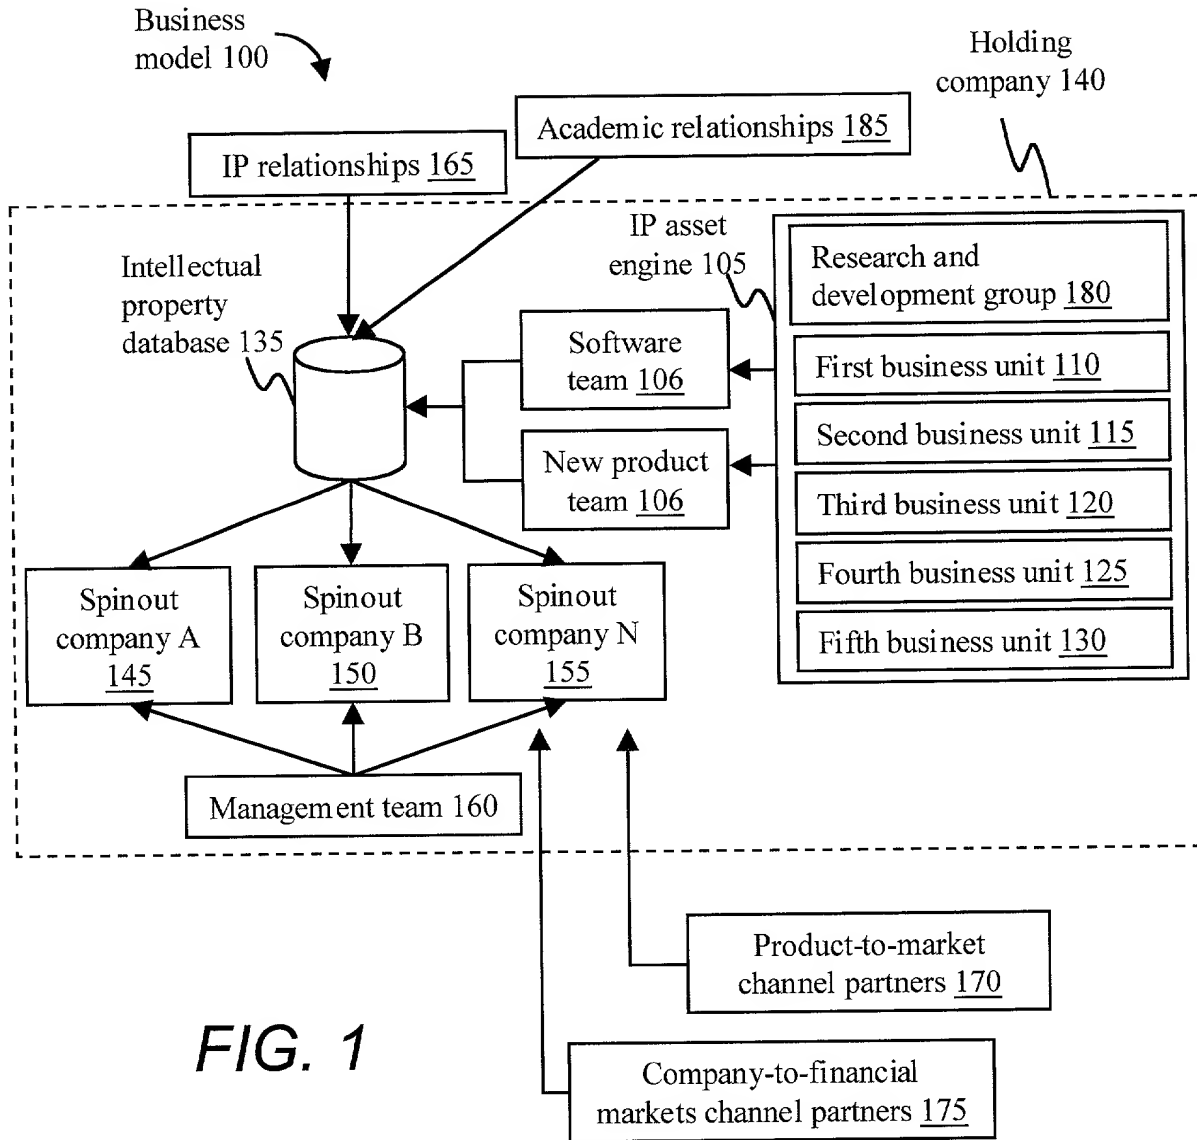 Business
model 100
Holding
company 140
Academic relationships 185
IP relationships 165
IP asset
engine 105
Research and
development group 180
Intellectual
property
database 135
Software
team 106
First business unit 110
Second business unit 115
New product
team 106
Third business unit 120
Fourth business unit 125
Fifth business unit 130
Spinout
company A
145
Spinout
company B
150
Spinout
company N
155
Management team 160
Product-to-market
channel partners 170
FIG. 1
Company-to-financial
markets channel partners 175